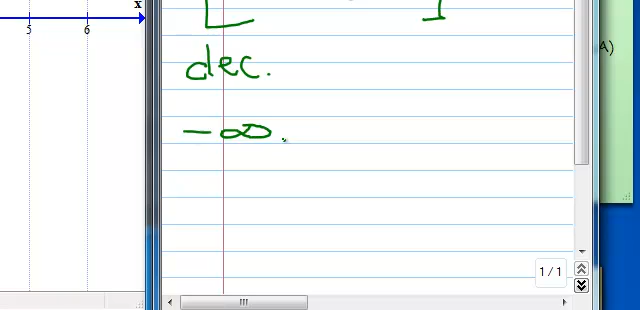 x
5 6
[ ]
A)
dec.
-∞
1 / 1